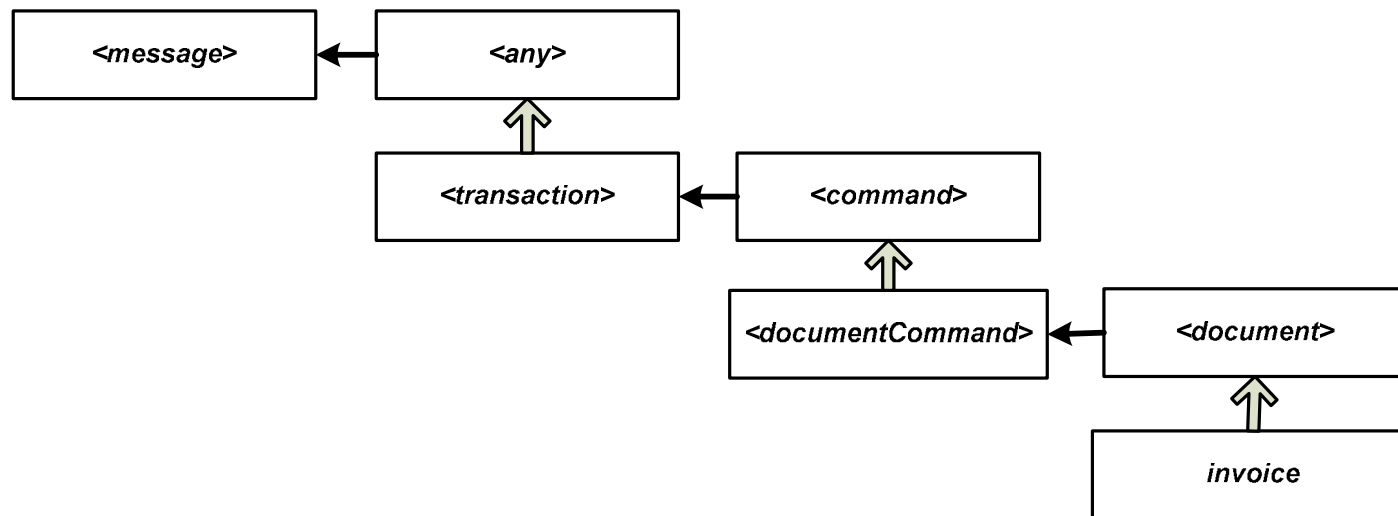 <message>
<any>
<transaction>
<command>
<documentCommand>
<document>
invoice